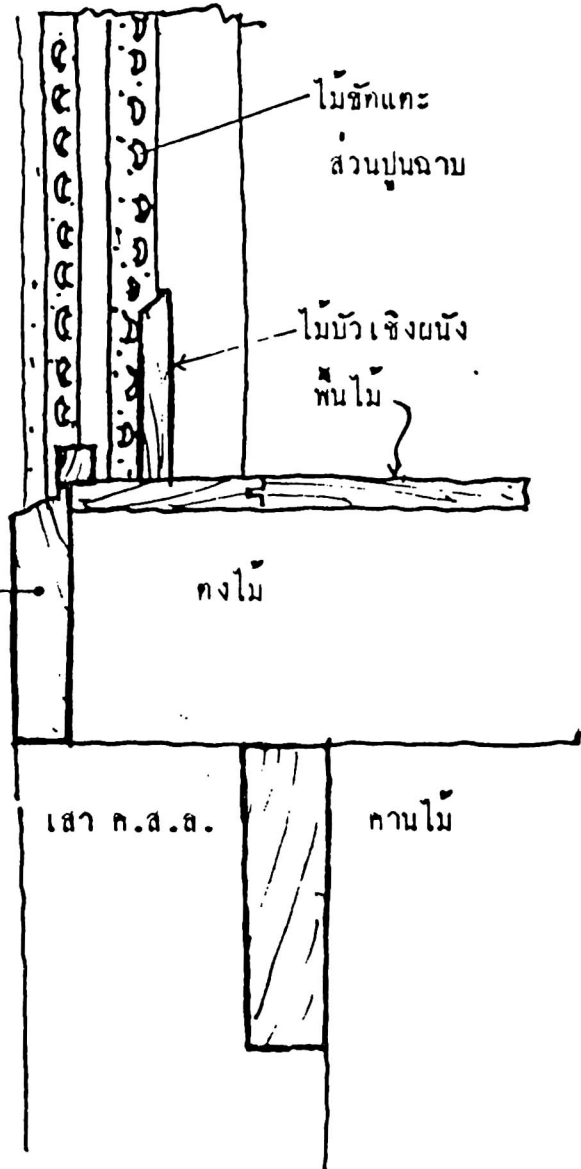 ไม้ขัดแตะ
ส่วนปูนฉาบ
ไม้บัวเชิงผนัง
พื้นไม้
ตงไม้
เสา ค.ส.ล.
คานไม้